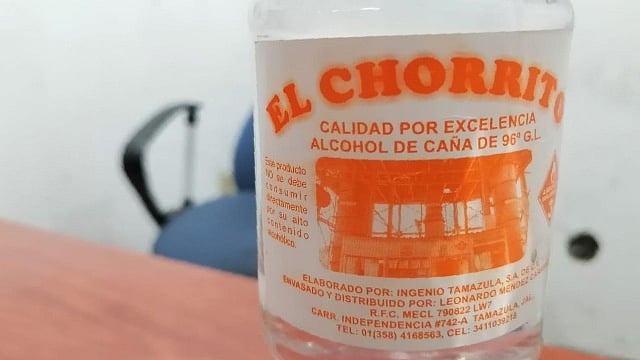 EL CHORRITO
CALIDAD POR EXCELENCIA
ALCOHOL DE CAÑA DE 96º G.L.
Este producto
NO se debe
consumir
directamente
por su alto
contenido
alcohólico.
ELABORADO POR: INGENIO TAMAZULA, S.A. DE
ENVASADO Y DISTRIBUIDO POR: LEONARDO MENDEZ
R.F.C. MECL 790822 LW7
CARR. INDEPENDENCIA #742-A TAMAZULA, JAL.
TEL: 01(358) 4168563, CEL: 3411039218